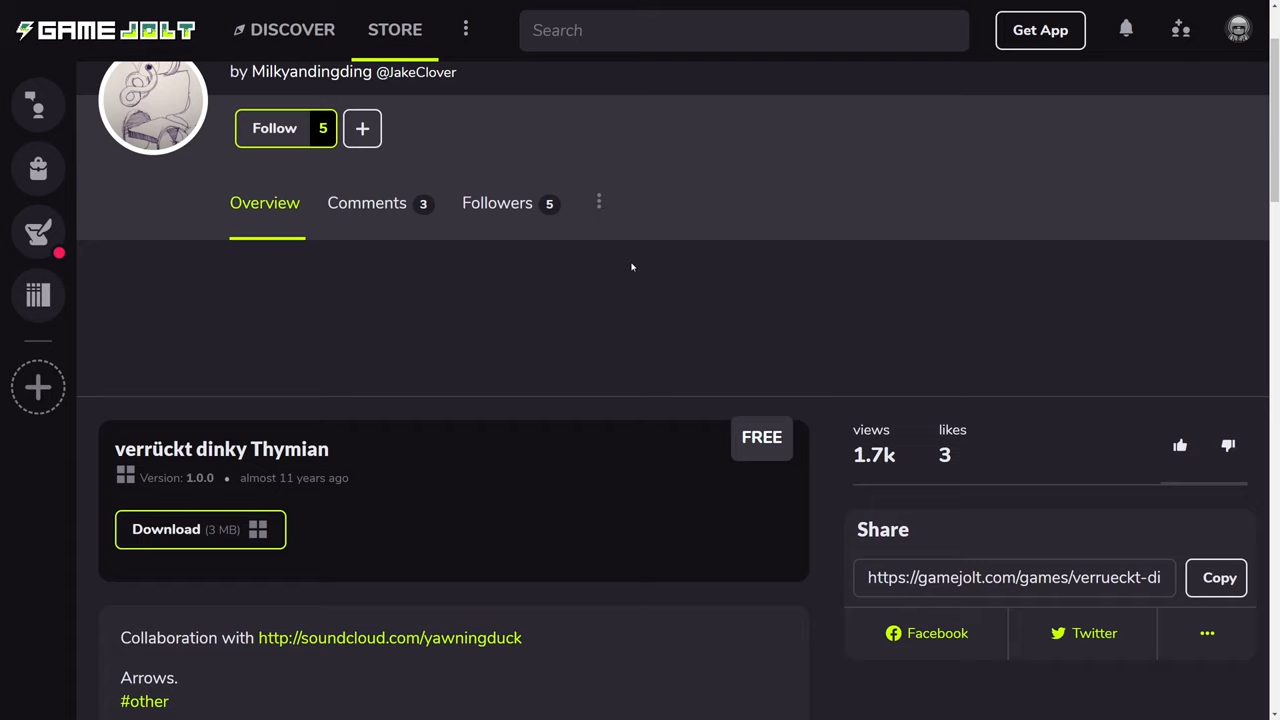 GAME JOLT
DISCOVER
STORE
Search
Get App
by Milkyandingding @JakeClover
Follow 5
Overview
Comments 3
Followers 5
verrückt dinky Thymian
FREE
Version: 1.0.0 • almost 11 years ago
Download (3 MB)
views
likes
1.7k
3
Share
https://gamejolt.com/games/verrueckt-di
Copy
Facebook
Twitter
Collaboration with http://soundcloud.com/yawningduck
Arrows.
#other